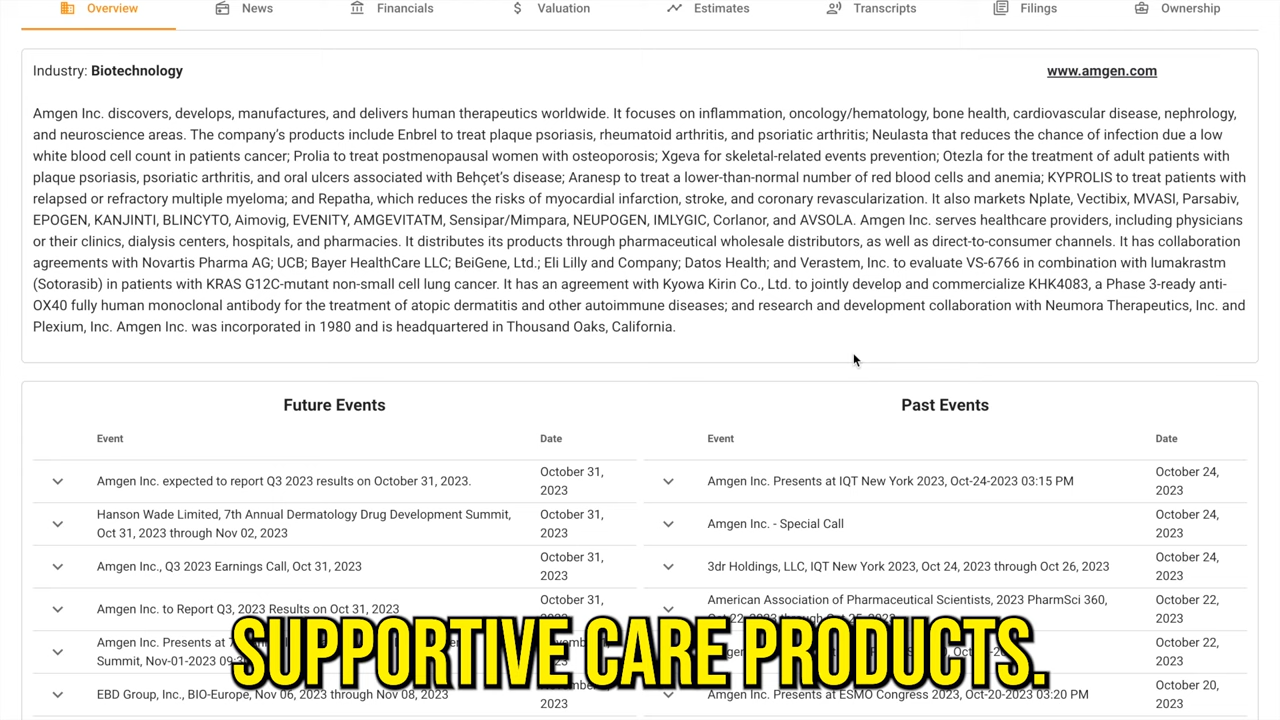 Overview News Financials Valuation Estimates Transcripts Filings Ownership
Industry: Biotechnology www.amgen.com
Amgen Inc. discovers, develops, manufactures, and delivers human therapeutics worldwide. It focuses on inflammation, oncology/hematology, bone health, cardiovascular disease, nephrology,
and neuroscience areas. The company's products include Enbrel to treat plaque psoriasis, rheumatoid arthritis, and psoriatic arthritis; Neulasta that reduces the chance of infection due a low
white blood cell count in patients cancer; Prolia to treat postmenopausal women with osteoporosis; Xgeva for skeletal-related events prevention; Otezla for the treatment of adult patients with
plaque psoriasis, psoriatic arthritis, and oral ulcers associated with Behçet's disease; Aranesp to treat a lower-than-normal number of red blood cells and anemia; KYPROLIS to treat patients with
relapsed or refractory multiple myeloma; and Repatha, which reduces the risks of myocardial infarction, stroke, and coronary revascularization. It also markets Nplate, Vectibix, MVASI, Parsabiv,
EPOGEN, KANJINTI, BLINCYTO, Aimovig, EVENITY, AMGEVITATM, Sensipar/Mimpara, NEUPOGEN, IMLYGIC, Corlanor, and AVSOLA. Amgen Inc. serves healthcare providers, including physicians
or their clinics, dialysis centers, hospitals, and pharmacies. It distributes its products through pharmaceutical wholesale distributors, as well as direct-to-consumer channels. It has collaboration
agreements with Novartis Pharma AG; UCB; Bayer HealthCare LLC; BeiGene, Ltd.; Eli Lilly and Company; Datos Health; and Verastem, Inc. to evaluate VS-6766 in combination with lumakrastm
(Sotorasib) in patients with KRAS G12C-mutant non-small cell lung cancer. It has an agreement with Kyowa Kirin Co., Ltd. to jointly develop and commercialize KHK4083, a Phase 3-ready anti-
OX40 fully human monoclonal antibody for the treatment of atopic dermatitis and other autoimmune diseases; and research and development collaboration with Neumora Therapeutics, Inc. and
Plexium, Inc. Amgen Inc. was incorporated in 1980 and is headquartered in Thousand Oaks, California.
Future Events
Event Date
Amgen Inc. expected to report Q3 2023 results on October 31, 2023. October 31,
2023
Hanson Wade Limited, 7th Annual Dermatology Drug Development Summit, October 31,
Oct 31, 2023 through Nov 02, 2023 2023
Amgen Inc., Q3 2023 Earnings Call, Oct 31, 2023 October 31,
2023
Amgen Inc. to Report Q3, 2023 Results on Oct 31, 2023 October 31,
Amgen Inc. Presents at
Summit, Nov-01-2023
EBD Group, Inc., BIO-Europe, Nov 06, 2023 through Nov 08, 2023
2023
Past Events
Event Date
Amgen Inc. Presents at IQT New York 2023, Oct-24-2023 03:15 PM October 24,
2023
Amgen Inc. - Special Call October 24,
2023
3dr Holdings, LLC, IQT New York 2023, Oct 24, 2023 through Oct 26, 2023 October 24,
2023
American Association of Pharmaceutical Scientists, 2023 PharmSci 360, October 22,
2023
October 22,
2023
Amgen Inc. Presents at ESMO Congress 2023, Oct-20-2023 03:20 PM October 20,
2023
SUPPORTIVE CARE PRODUCTS.